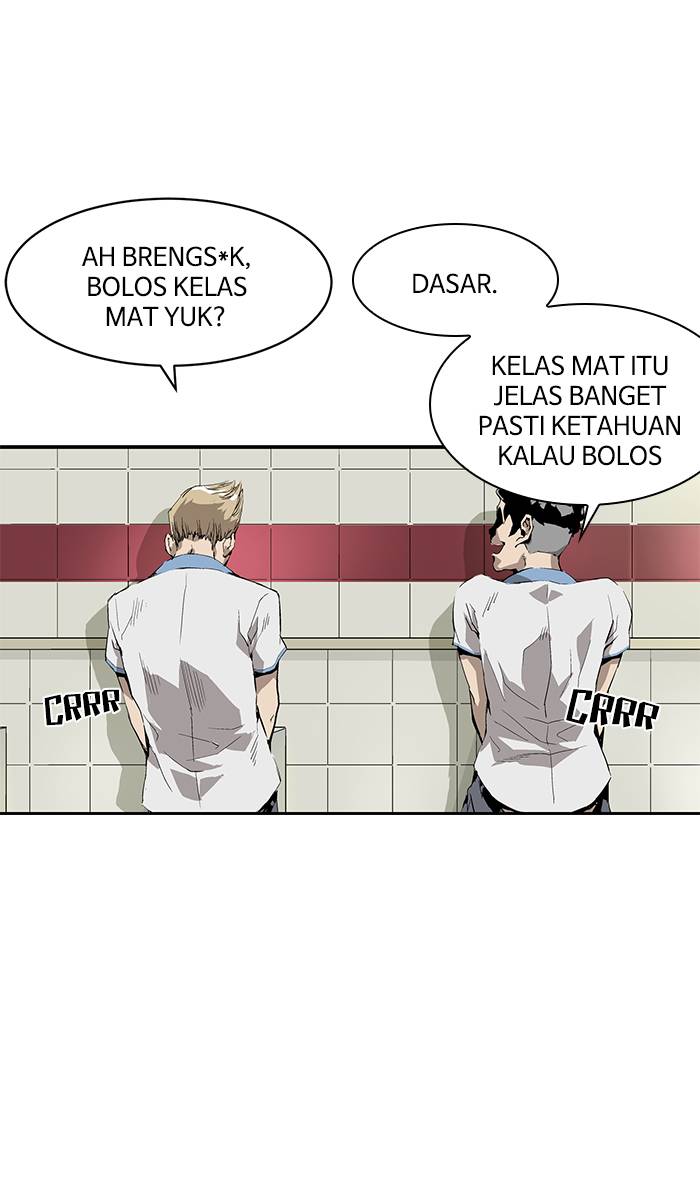 AH BRENGS*K,
BOLOS KELAS
MAT YUK?
DASAR.
KELAS MAT ITU
JELAS BANGET
PASTI KETAHUAN
KALAU BOLOS
CRRR
CRRR